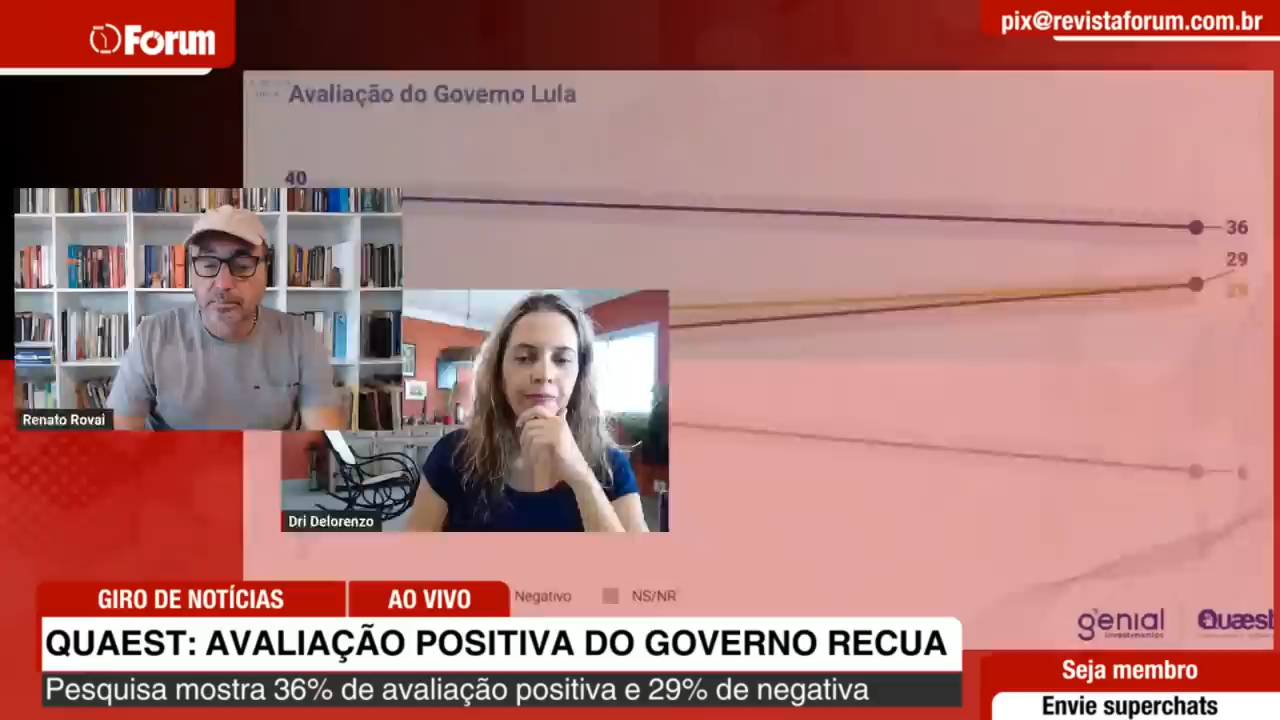 Forum
pix@revistaforum.com.br
Avaliação do Governo Lula
40
36
29
Renato Rovai
Dri Delorenzo
Negativo
NS/NR
genial
investimentos
Quaest
GIRO DE NOTÍCIAS
AO VIVO
QUAEST: AVALIAÇÃO POSITIVA DO GOVERNO RECUA
Pesquisa mostra 36% de avaliação positiva e 29% de negativa
Seja membro
Envie superchats